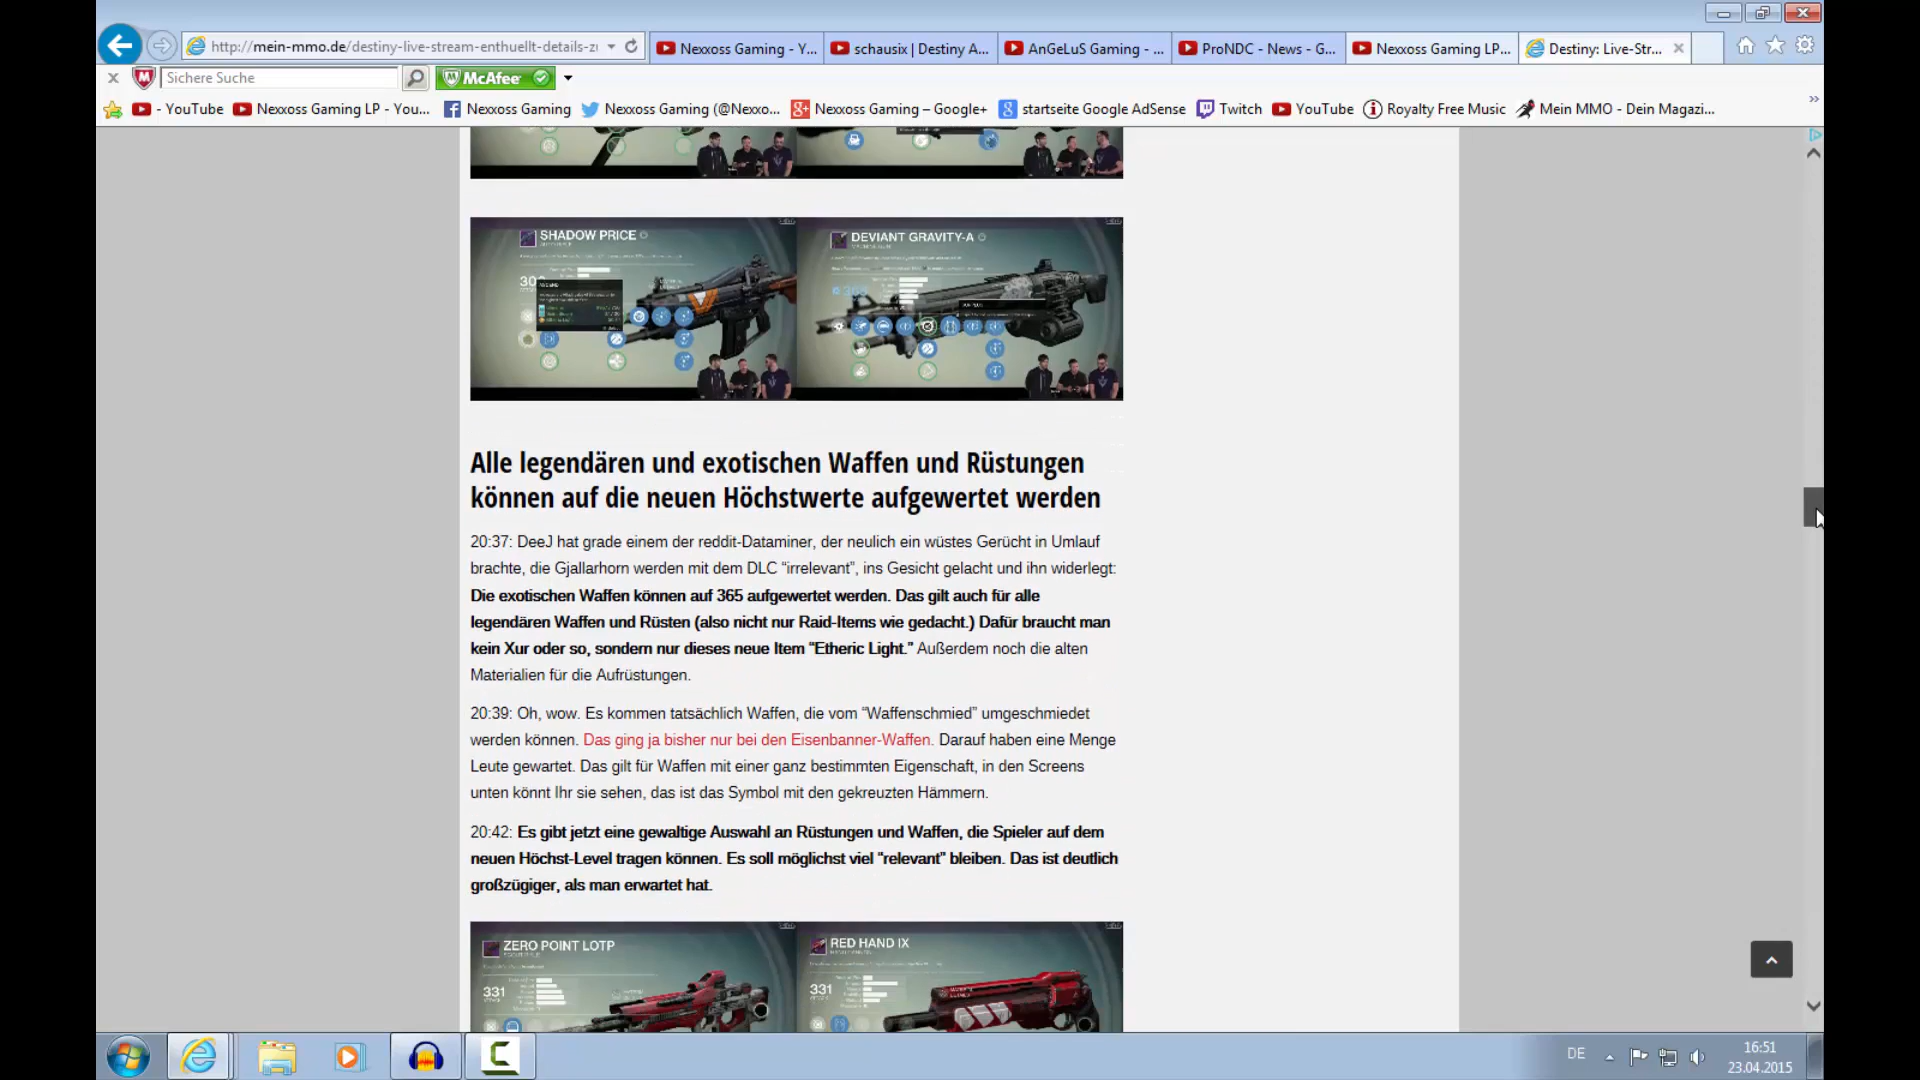 http://mein-mmo.de/destiny-live-stream-enthuellt-details-zu
Nexxoss Gaming - Y...
schausix | Destiny A...
AnGeLuS Gaming - ...
ProNDC - News - G...
Nexxoss Gaming LP...
Destiny: Live-Str...
Sichere Suche
McAfee
- YouTube
Nexxoss Gaming LP - You...
Nexxoss Gaming
Nexxoss Gaming (@Nexxo...
Nexxoss Gaming – Google+
startseite Google AdSense
Twitch
YouTube
Royalty Free Music
Mein MMO - Dein Magazi...
SHADOW PRICE
DEVIANT GRAVITY-A
Alle legendären und exotischen Waffen und Rüstungen
können auf die neuen Höchstwerte aufgewertet werden
20:37: DeeJ hat grade einem der reddit-Dataminer, der neulich ein wüstes Gerücht in Umlauf
brachte, die Gjallarhorn werden mit dem DLC “irrelevant”, ins Gesicht gelacht und ihn widerlegt:
Die exotischen Waffen können auf 365 aufgewertet werden. Das gilt auch für alle
legendären Waffen und Rüsten (also nicht nur Raid-Items wie gedacht.) Dafür braucht man
kein Xur oder so, sondern nur dieses neue Item “Etheric Light.” Außerdem noch die alten
Materialien für die Aufrüstungen.
20:39: Oh, wow. Es kommen tatsächlich Waffen, die vom “Waffenschmied” umgeschmiedet
werden können. Das ging ja bisher nur bei den Eisenbanner-Waffen. Darauf haben eine Menge
Leute gewartet. Das gilt für Waffen mit einer ganz bestimmten Eigenschaft, in den Screens
unten könnt Ihr sie sehen, das ist das Symbol mit den gekreuzten Hämmern.
20:42: Es gibt jetzt eine gewaltige Auswahl an Rüstungen und Waffen, die Spieler auf dem
neuen Höchst-Level tragen können. Es soll möglichst viel “relevant” bleiben. Das ist deutlich
großzügiger, als man erwartet hat.
ZERO POINT LOTP
331
RED HAND IX
331
DE
16:51
23.04.2015